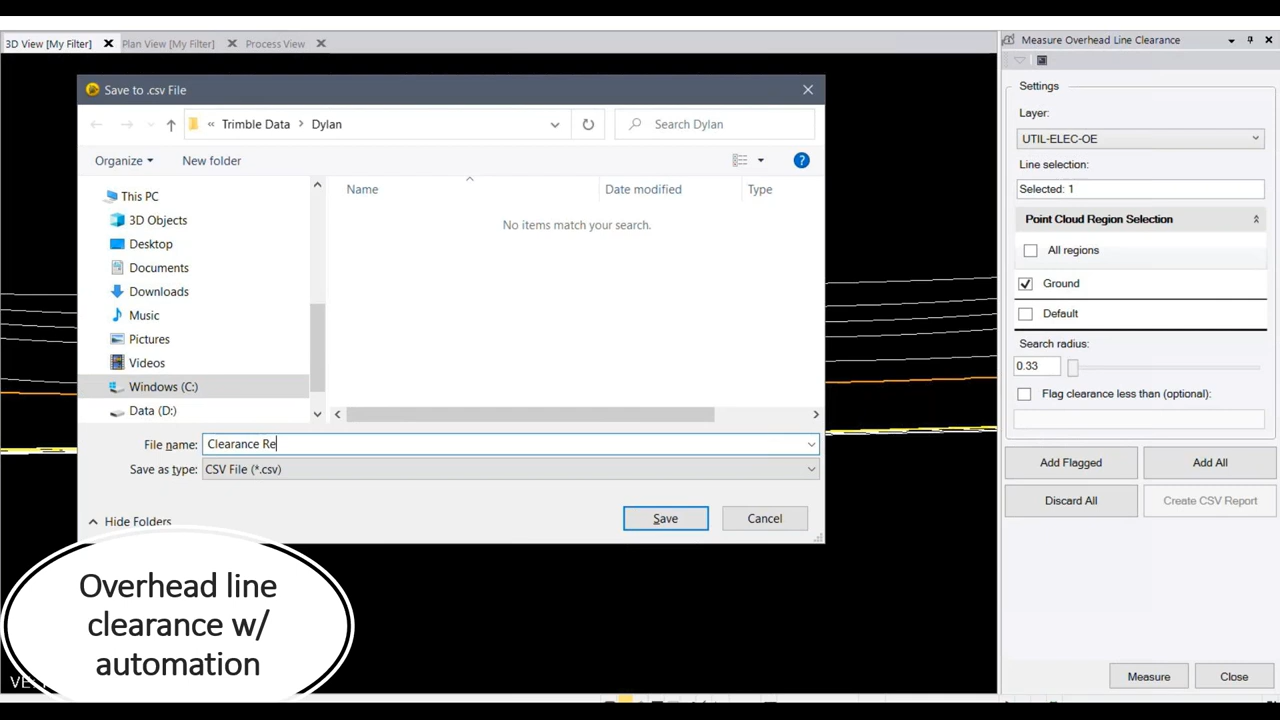 3D View [My Filter]
Plan View [My Filter]
Process View
Measure Overhead Line Clearance
Save to .csv File
« Trimble Data > Dylan
Search Dylan
Organize
New folder
?
This PC
3D Objects
Desktop
Documents
Downloads
Music
Pictures
Videos
Windows (C:)
Data (D:)
Name
Date modified
Type
No items match your search.
File name:
Clearance Re
Save as type:
CSV File (*.csv)
Hide Folders
Save
Cancel
Settings
Layer:
UTIL-ELEC-OE
Line selection:
Selected: 1
Point Cloud Region Selection
All regions
Ground
Default
Search radius:
0.33
Flag clearance less than (optional):
Add Flagged
Add All
Discard All
Create CSV Report
Measure
Close
Overhead line
clearance w/
automation